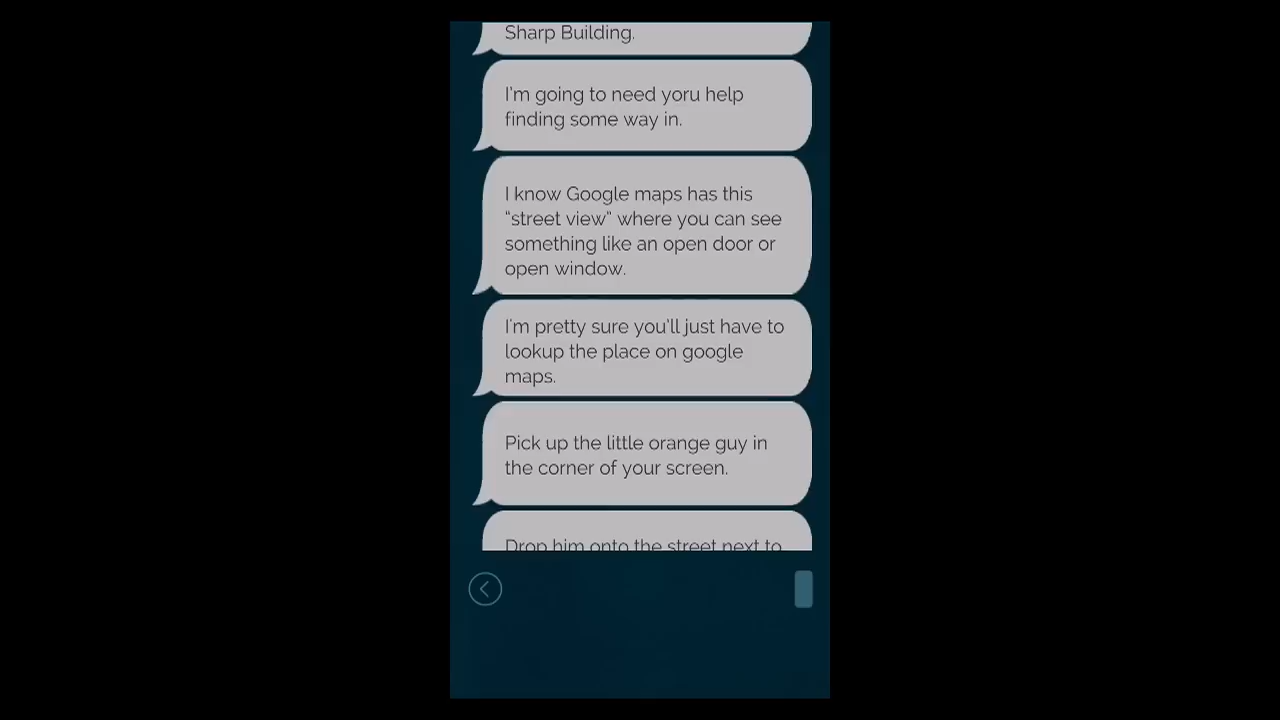 Sharp Building.
I'm going to need yoru help
finding some way in.
I know Google maps has this
"street view" where you can see
something like an open door or
open window.
I'm pretty sure you'll just have to
lookup the place on google
maps.
Pick up the little orange guy in
the corner of your screen.
Drop him onto the street next to